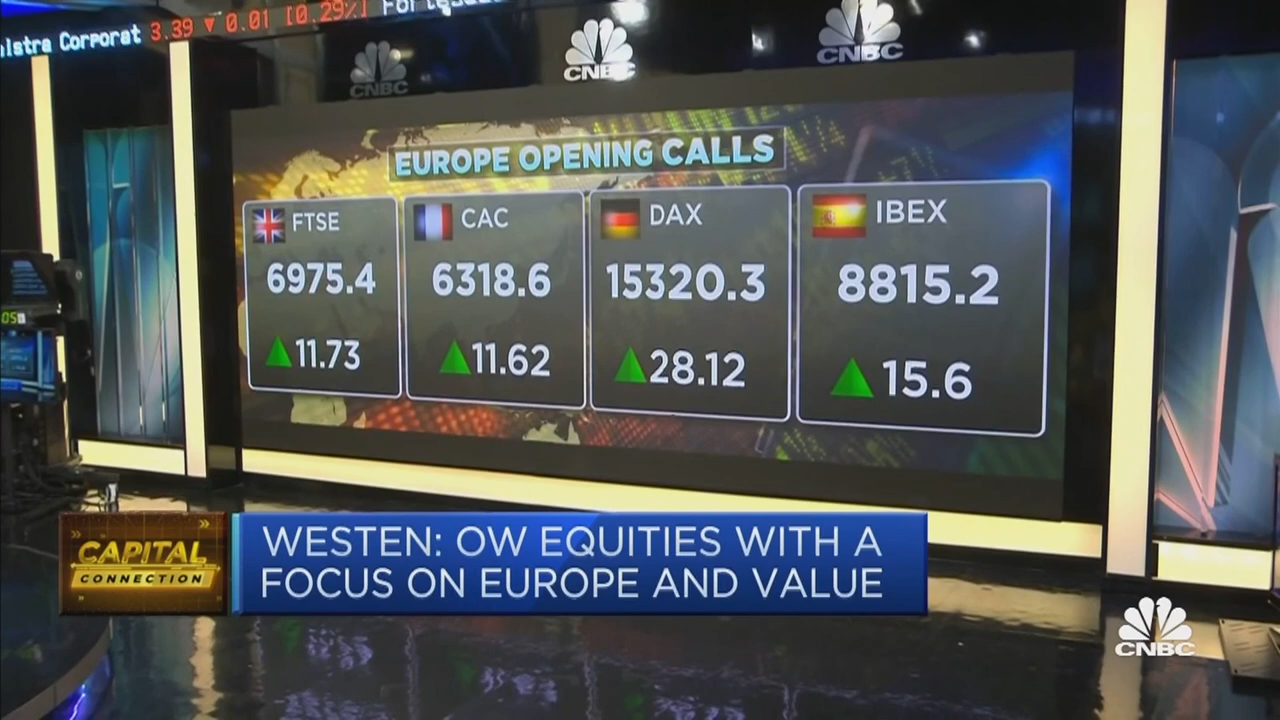 elstra Corporat 3.39 ▼ 0.01 [0.29%]
CNBC
CNBC
CNBC
EUROPE OPENING CALLS
FTSE
6975.4
▲11.73
CAC
6318.6
▲11.62
DAX
15320.3
▲28.12
IBEX
8815.2
▲15.6
CAPITAL
CONNECTION
WESTEN: OW EQUITIES WITH A
FOCUS ON EUROPE AND VALUE
CNBC